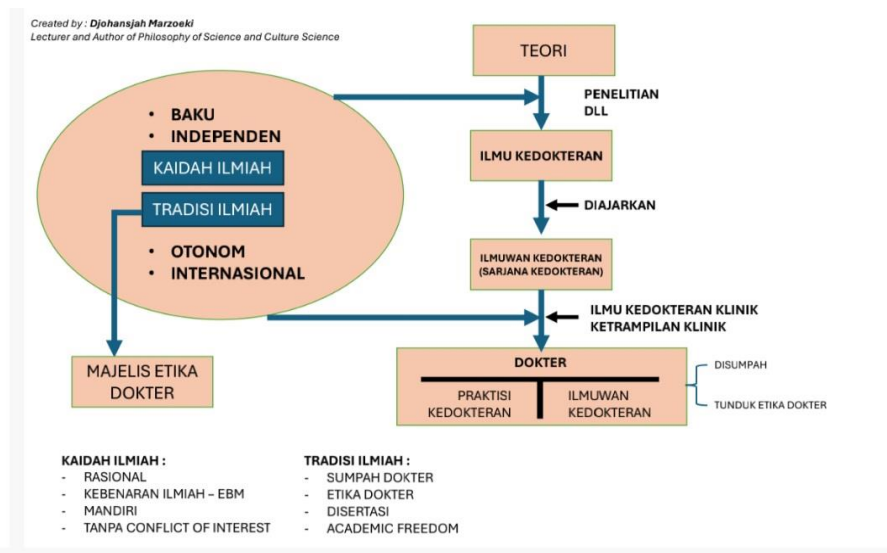 Created by : Djohansjah Marzoeki
Lecturer and Author of Philosophy of Science and Culture Science
TEORI
PENELITIAN
DLL
• BAKU
• INDEPENDEN
KAIDAH ILMIAH
TRADISI ILMIAH
• OTONOM
• INTERNASIONAL
ILMU KEDOKTERAN
DIAJARKAN
ILMUWAN KEDOKTERAN
(SARJANA KEDOKTERAN)
ILMU KEDOKTERAN KLINIK
KETRAMPILAN KLINIK
MAJELIS ETIKA
DOKTER
DOKTER
PRAKTISI
KEDOKTERAN
ILMUWAN
KEDOKTERAN
DISUMPAH
TUNDUK ETIKA DOKTER
KAIDAH ILMIAH :
- RASIONAL
- KEBENARAN ILMIAH – EBM
- MANDIRI
- TANPA CONFLICT OF INTEREST
TRADISI ILMIAH :
- SUMPAH DOKTER
- ETIKA DOKTER
- DISERTASI
- ACADEMIC FREEDOM